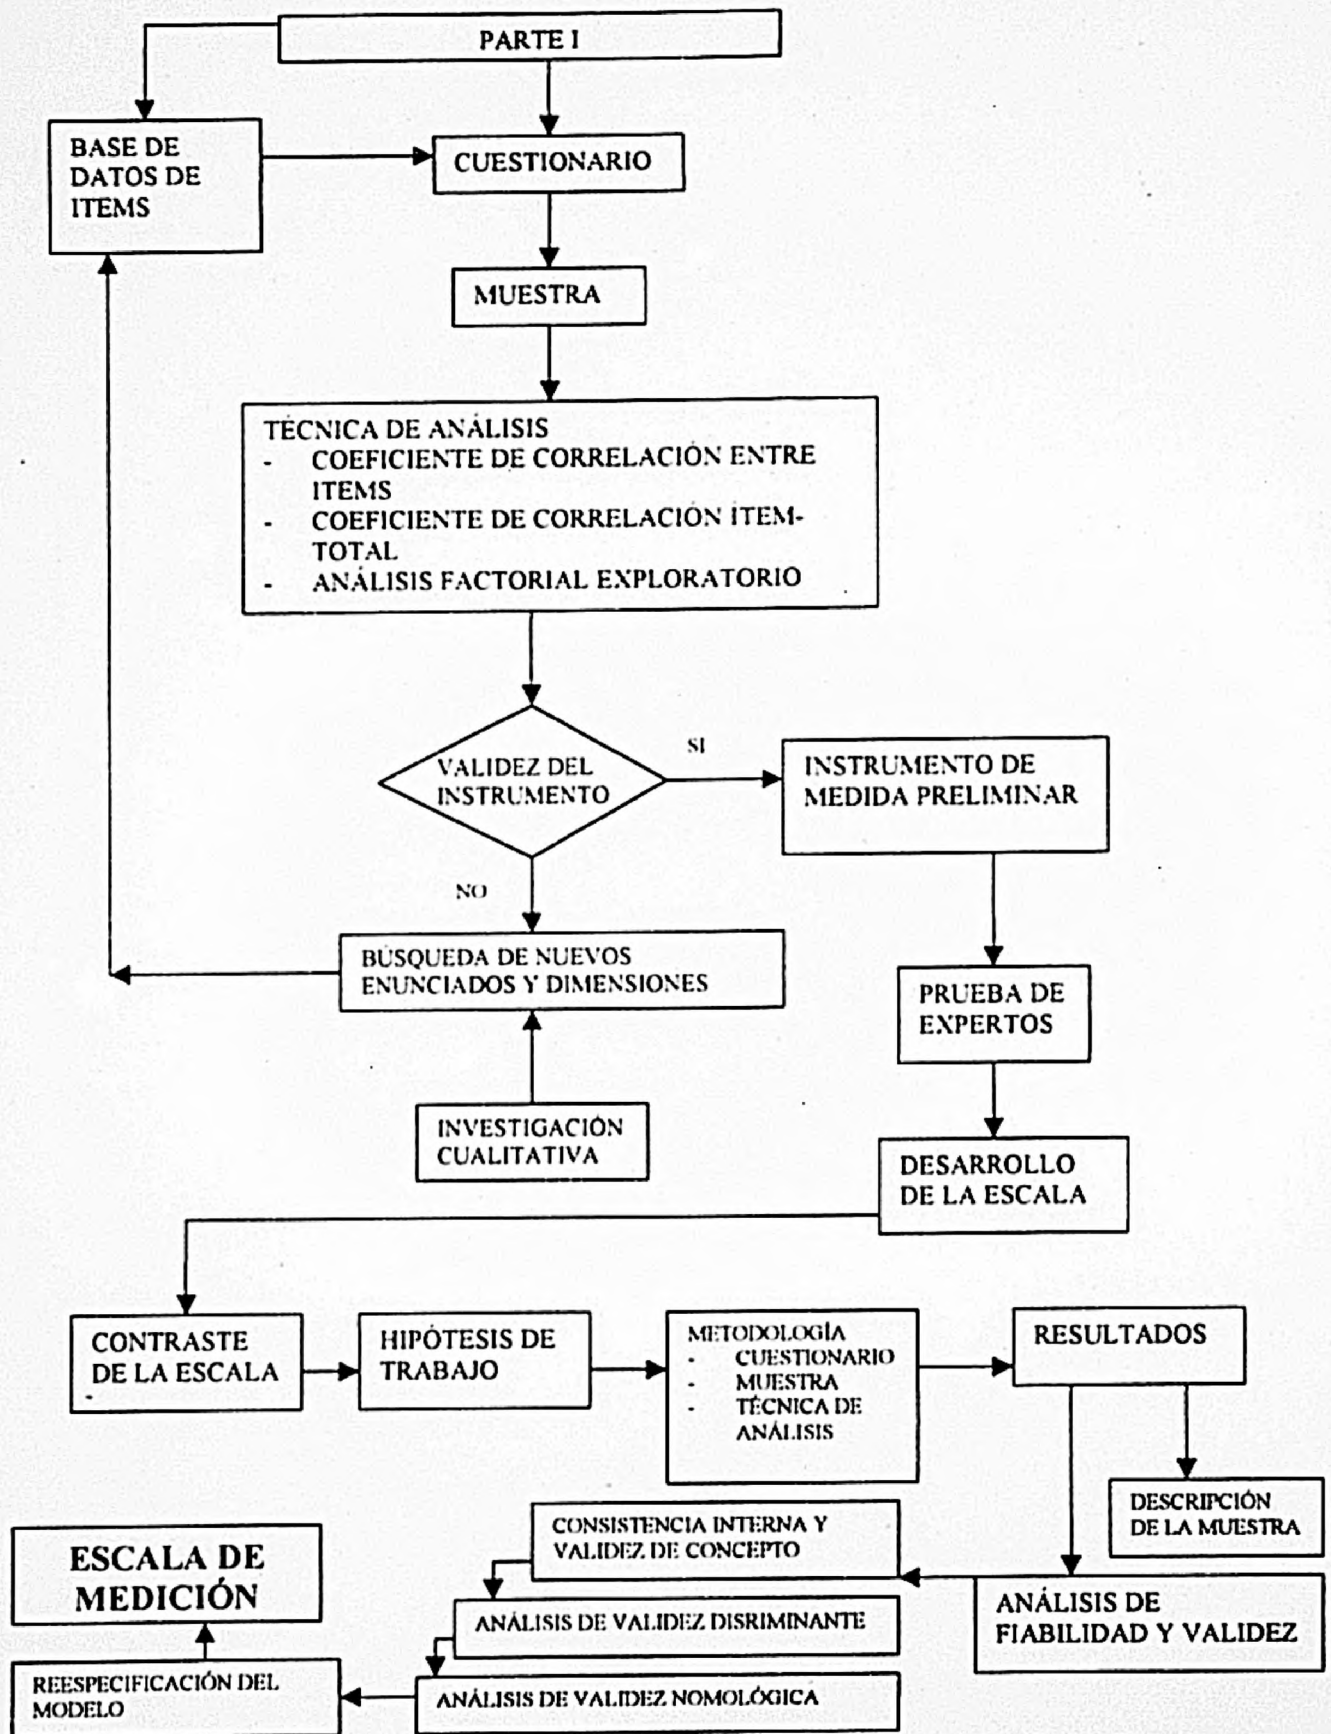 PARTE I
BASE DE
DATOS DE
ITEMS
CUESTIONARIO
MUESTRA
TÉCNICA DE ANÁLISIS
- COEFICIENTE DE CORRELACIÓN ENTRE
ITEMS
- COEFICIENTE DE CORRELACIÓN ÍTEM-
- TOTAL
- ANÁLISIS FACTORIAL EXPLORATORIO
VALIDEZ DEL
INSTRUMENTO
SI
INSTRUMENTO DE
MEDIDA PRELIMINAR
NO
BÚSQUEDA DE NUEVOS
ENUNCIADOS Y DIMENSIONES
PRUEBA DE
EXPERTOS
INVESTIGACIÓN
CUALITATIVA
DESARROLLO
DE LA ESCALA
CONTRASTE
DE LA ESCALA
-
HIPÓTESIS DE
TRABAJO
METODOLOGÍA
- CUESTIONARIO
- MUESTRA
- TÉCNICA DE
ANÁLISIS
RESULTADOS
DESCRIPCIÓN
DE LA MUESTRA
CONSISTENCIA INTERNA Y
VALIDEZ DE CONCEPTO
ANÁLISIS DE
FIABILIDAD Y VALIDEZ
ANÁLISIS DE VALIDEZ DISRIMINANTE
ANÁLISIS DE VALIDEZ NOMOLÓGICA
REESPECIFICACIÓN DEL
MODELO
ESCALA DE
MEDICIÓN